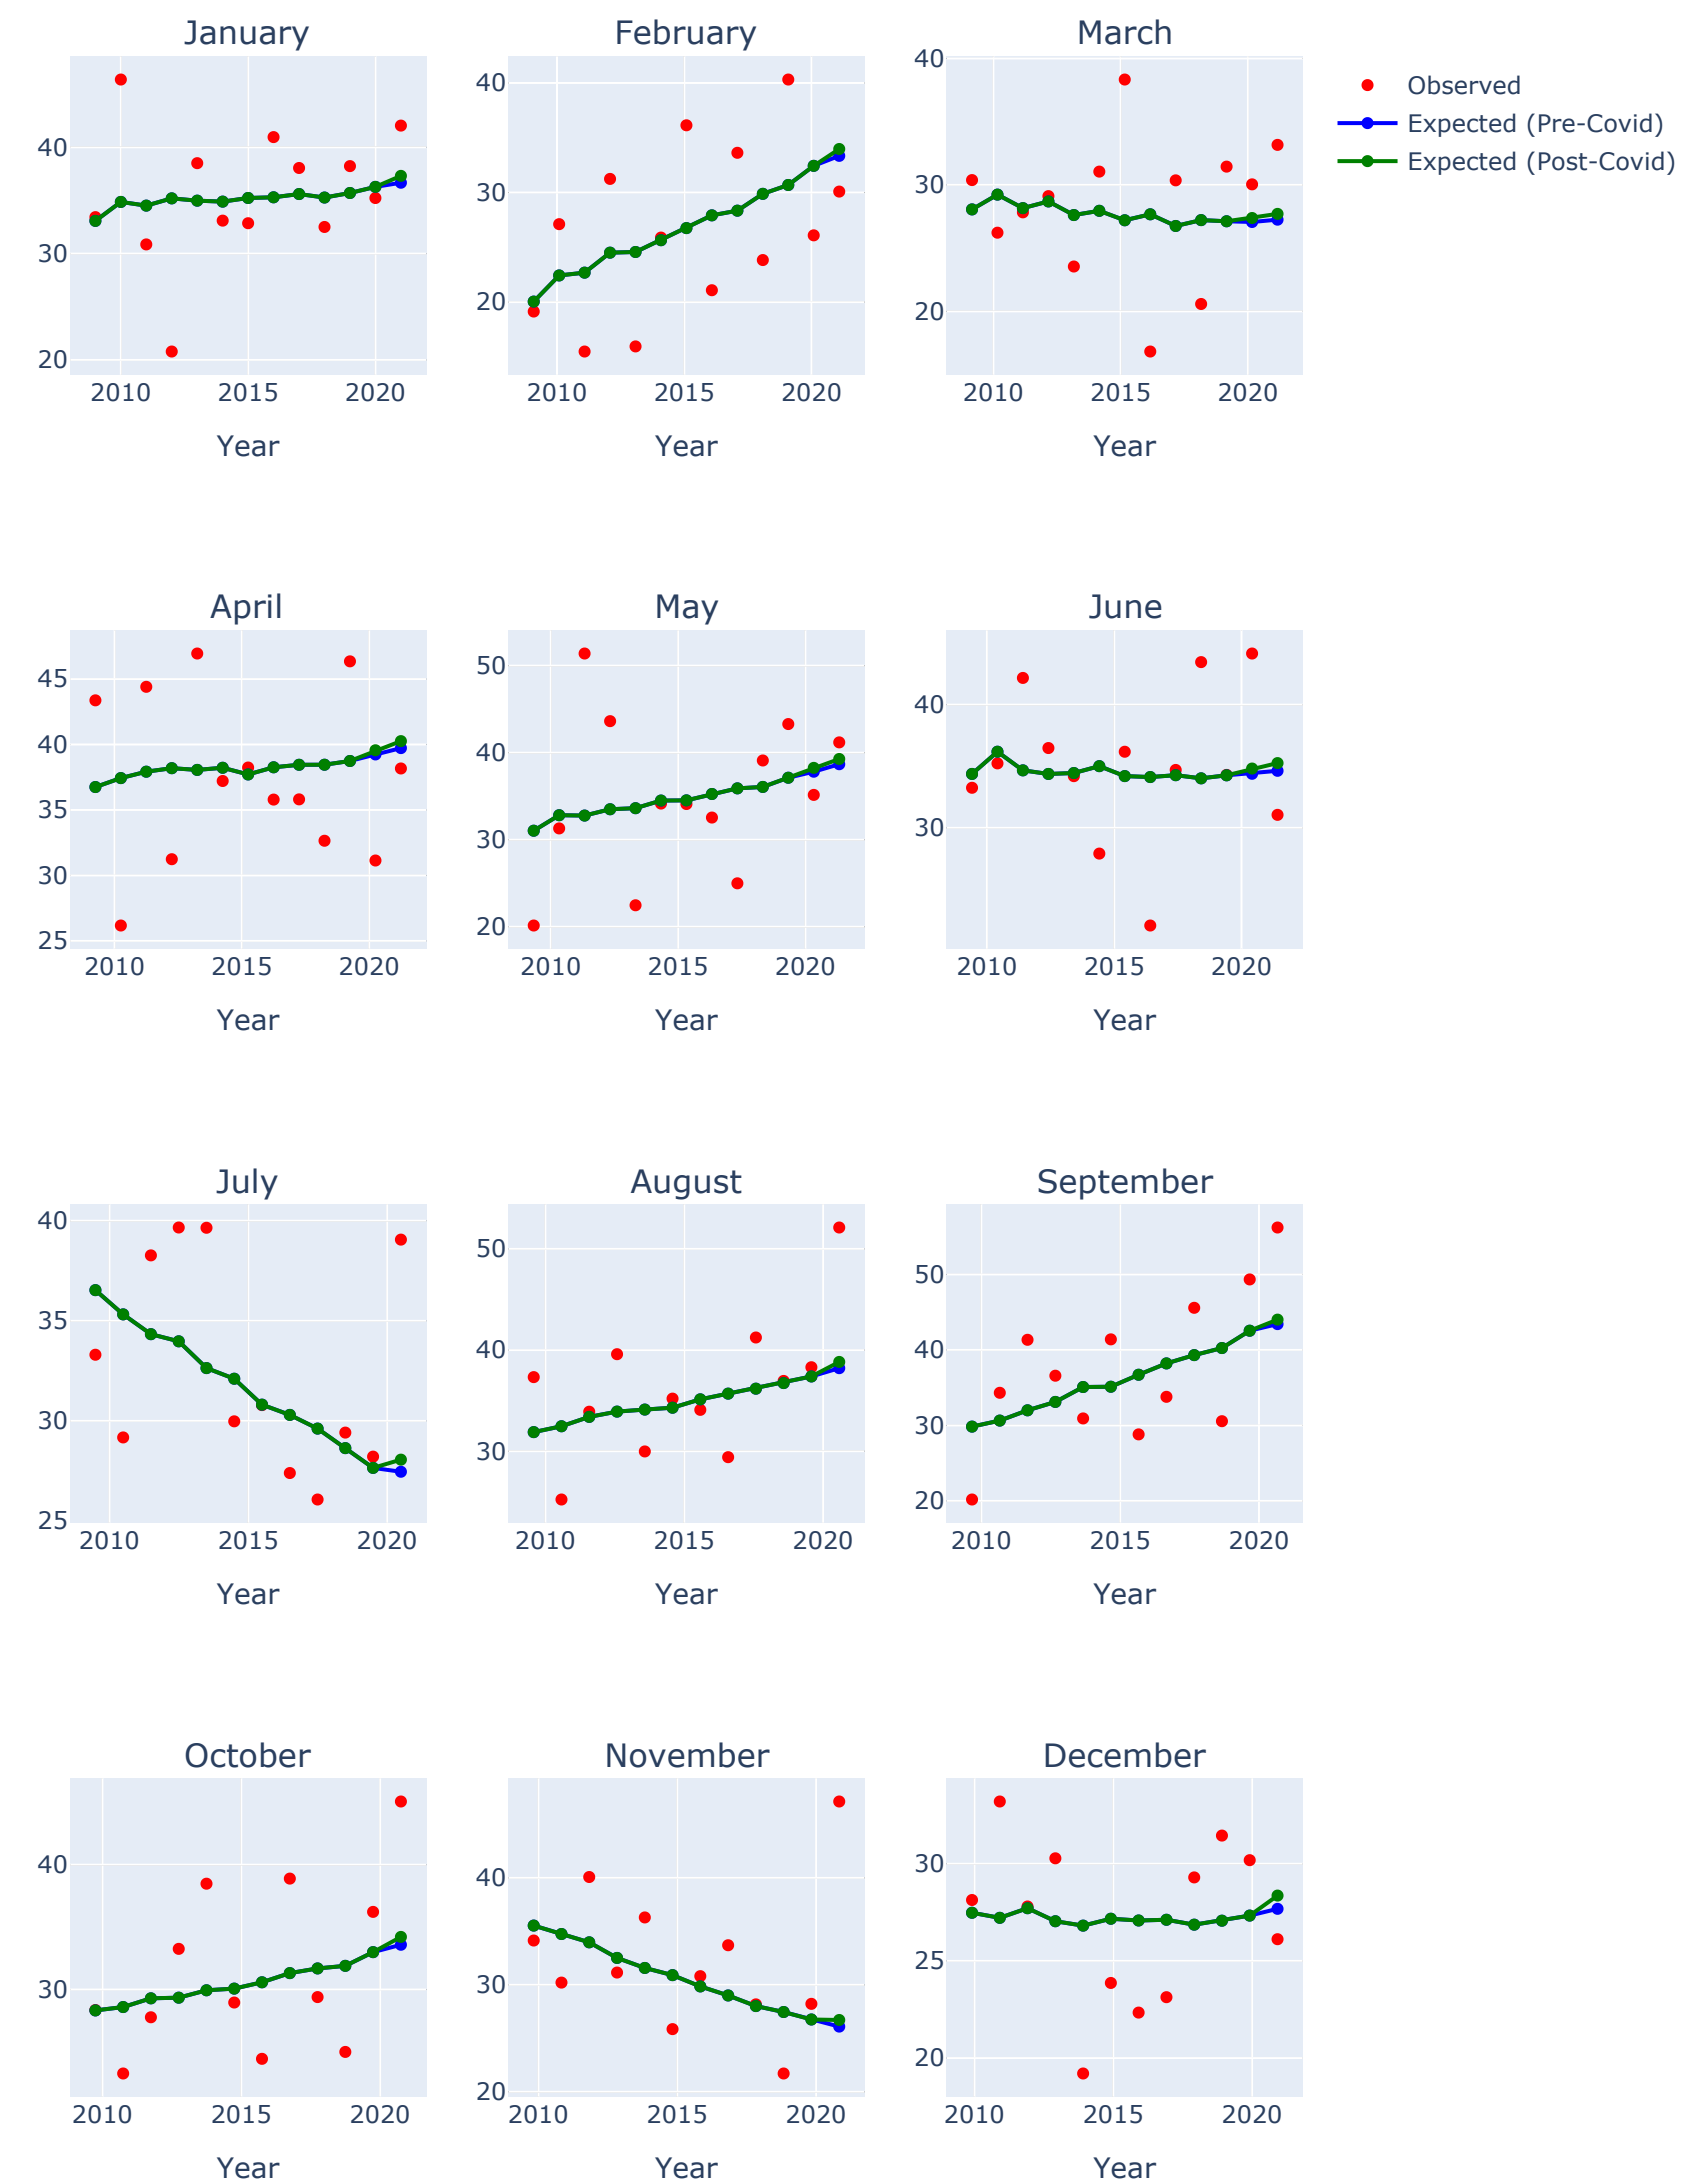 January February March
40
30
20
2010 2015 2020
Year
40
30
20
2010 2015 2020
Year
40
30
20
2010 2015 2020
Year
Observed
Expected (Pre-Covid)
Expected (Post-Covid)
April May June
45
40
35
30
25
2010 2015 2020
Year
50
40
30
20
2010 2015 2020
Year
40
30
2010 2015 2020
Year
July August September
40
35
30
25
2010 2015 2020
Year
50
40
30
2010 2015 2020
Year
50
40
30
20
2010 2015 2020
Year
October November December
40
30
2010 2015 2020
Year
40
30
20
2010 2015 2020
Year
30
25
20
2010 2015 2020
Year